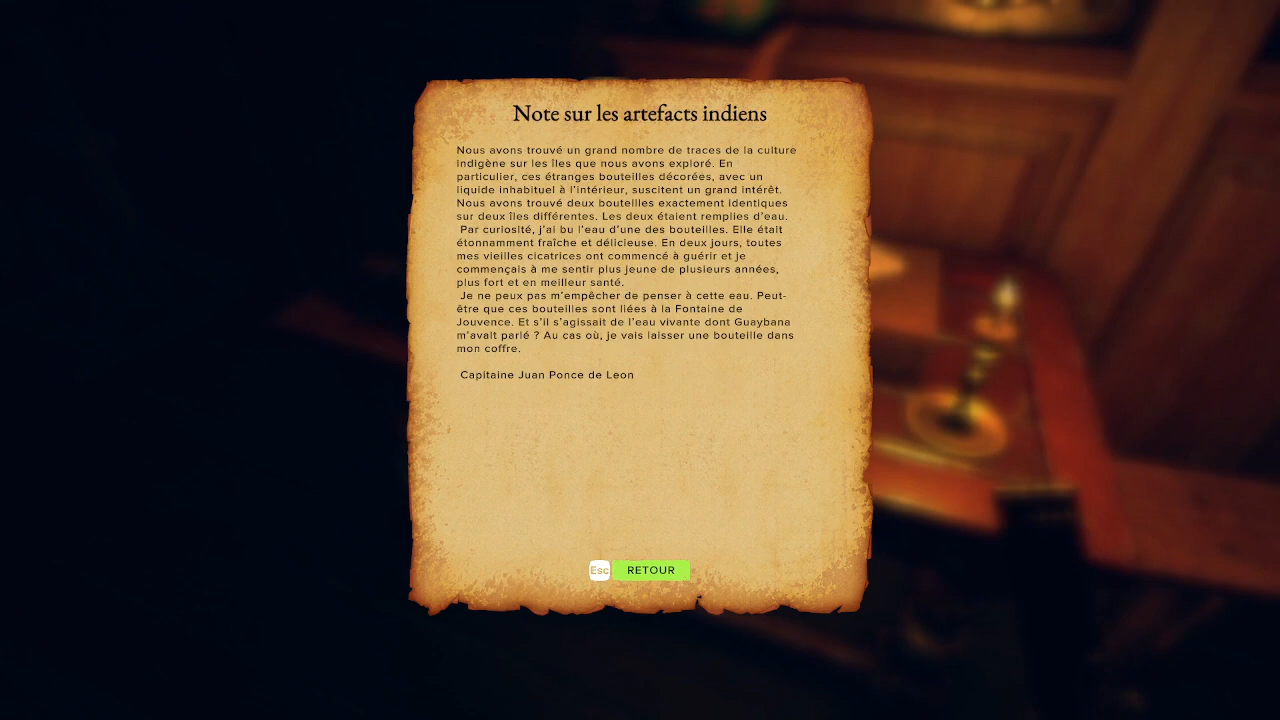 Note sur les artefacts indiens
Nous avons trouvé un grand nombre de traces de la culture
indigène sur les îles que nous avons exploré. En
particulier, ces étranges bouteilles décorées, avec un
liquide inhabituel à l'intérieur, suscitent un grand intérêt.
Nous avons trouvé deux bouteilles exactement identiques
sur deux îles différentes. Les deux étaient remplies d'eau.
Par curiosité, j'ai bu l'eau d'une des bouteilles. Elle était
étonnamment fraîche et délicieuse. En deux jours, toutes
mes vieilles cicatrices ont commencé à guérir et je
commençais à me sentir plus jeune de plusieurs années,
plus fort et en meilleur santé.
Je ne peux pas m'empêcher de penser à cette eau. Peut-
être que ces bouteilles sont liées à la Fontaine de
Jouvence. Et s'il s'agissait de l'eau vivante dont Guaybana
m'avait parlé ? Au cas où, je vais laisser une bouteille dans
mon coffre.
Capitaine Juan Ponce de Leon
Esc RETOUR